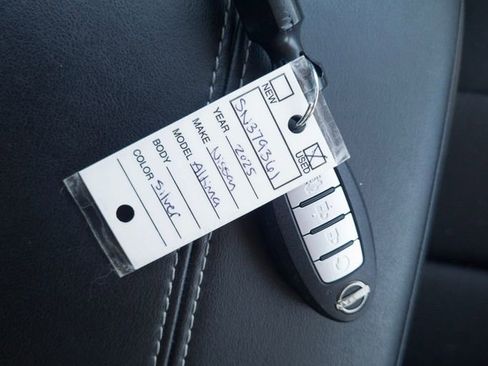 NEW
USED
SN379361
YEAR 2025
MAKE Nissan
MODEL Altima
BODY
COLOR Silver